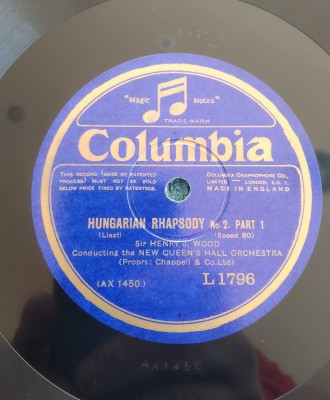 "Magic Notes"
TRADE MARK
Columbia
THIS RECORD (MADE BY PATENTED PROCESS) MUST NOT BE SOLD BELOW PRICE FIXED BY PATENTEES.
COLUMBIA GRAPHOPHONE CO., LIMITED — LONDON, E.C. 1,
MADE IN ENGLAND
HUNGARIAN RHAPSODY No 2. PART 1
(Liszt) (Speed 80)
Sir HENRY J. WOOD
Conducting the NEW QUEEN'S HALL ORCHESTRA
(Proprs: Chappell & Co. Ltd)
(AX 1450.) L 1796
AX1450